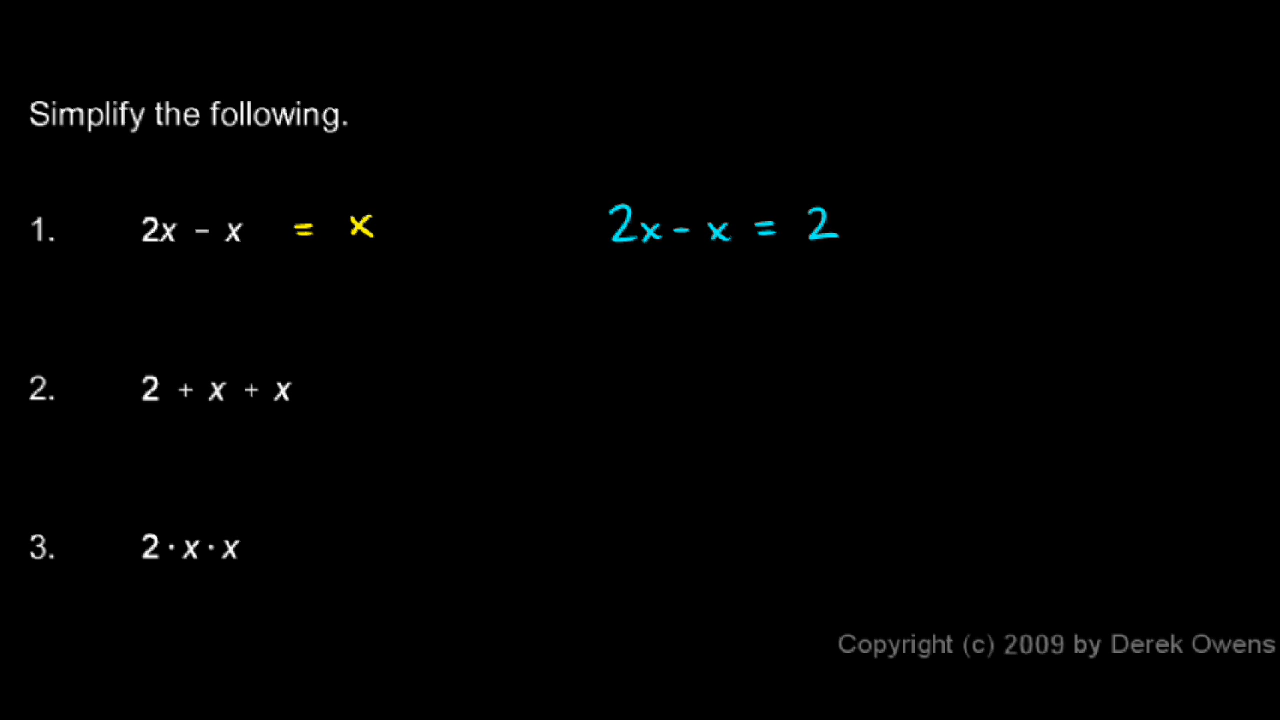 Simplify the following.
1. 2x - x = x 2x - x = 2
2. 2 + x + x
3. 2 · x · x
Copyright (c) 2009 by Derek Owens